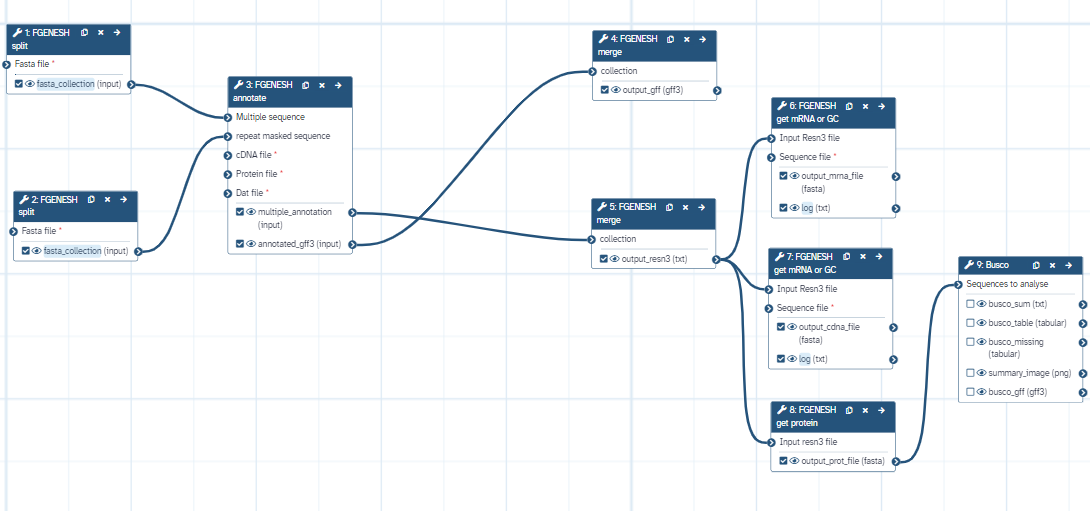 1: FGENESH
split
Fasta file *
fasta_collection (input)
2: FGENESH
split
Fasta file *
fasta_collection (input)
3: FGENESH
annotate
Multiple sequence
repeat masked sequence
cDNA file *
Protein file *
Dat file *
multiple_annotation
(input)
annotated_gff3 (input)
4: FGENESH
merge
collection
output_gff (gff3)
5: FGENESH
merge
collection
output_resn3 (txt)
6: FGENESH
get mRNA or GC
Input Resn3 file
Sequence file *
output_mrna_file
(fasta)
log (txt)
7: FGENESH
get mRNA or GC
Input Resn3 file
Sequence file *
output_cdna_file
(fasta)
log (txt)
8: FGENESH
get protein
Input resn3 file
output_prot_file (fasta)
9: Busco
Sequences to analyse
busco_sum (txt)
busco_table (tabular)
busco_missing
(tabular)
summary_image (png)
busco_gff (gff3)